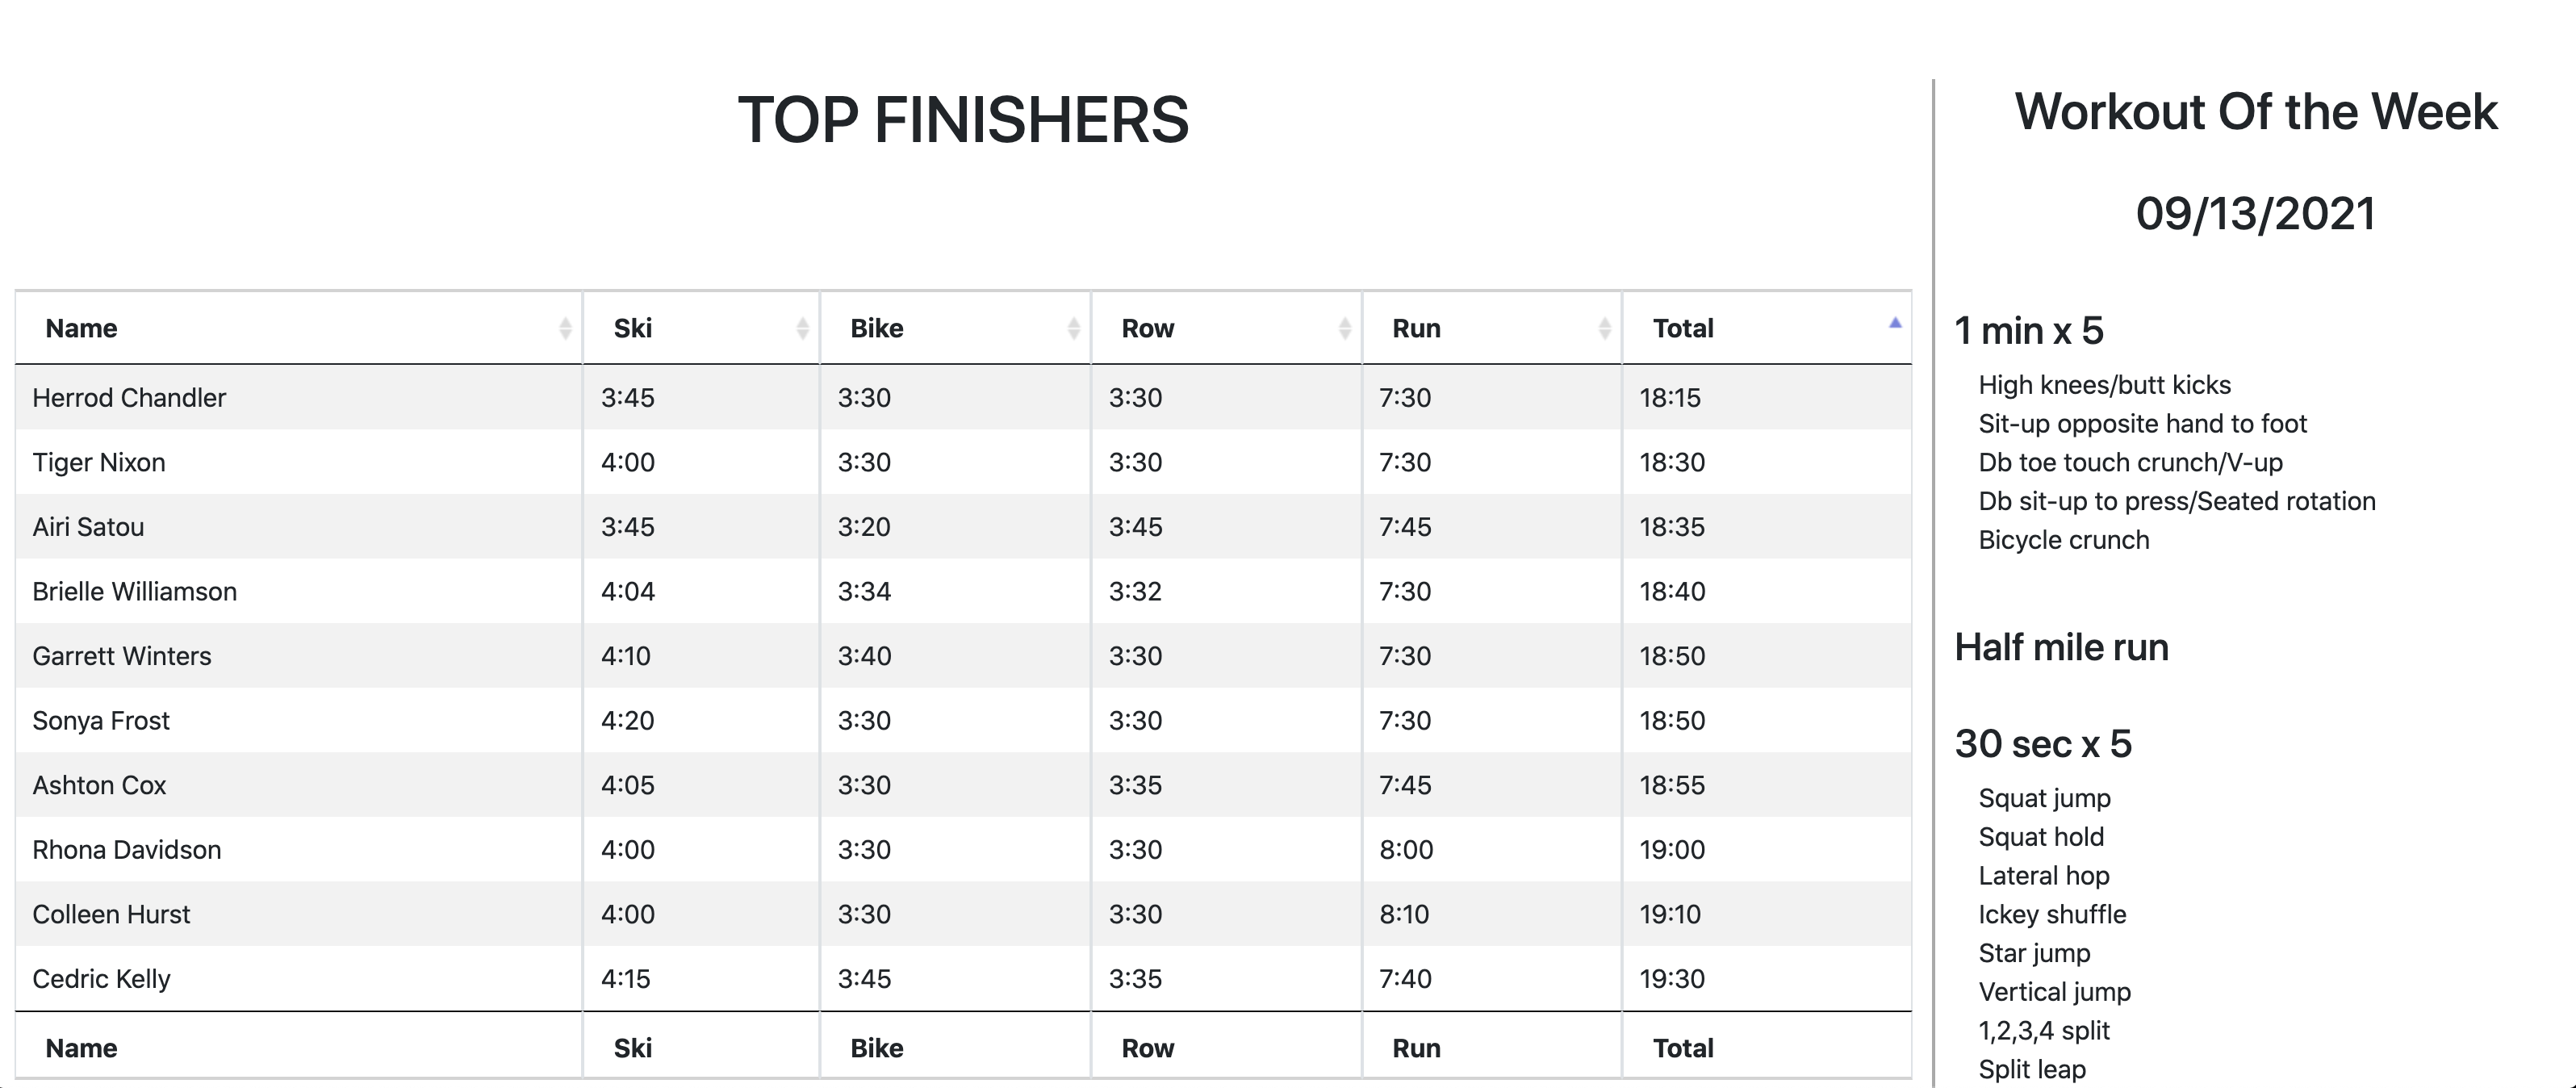 TOP FINISHERS
Name Ski Bike Row Run Total
Herrod Chandler 3:45 3:30 3:30 7:30 18:15
Tiger Nixon 4:00 3:30 3:30 7:30 18:30
Airi Satou 3:45 3:20 3:45 7:45 18:35
Brielle Williamson 4:04 3:34 3:32 7:30 18:40
Garrett Winters 4:10 3:40 3:30 7:30 18:50
Sonya Frost 4:20 3:30 3:30 7:30 18:50
Ashton Cox 4:05 3:30 3:35 7:45 18:55
Rhona Davidson 4:00 3:30 3:30 8:00 19:00
Colleen Hurst 4:00 3:30 3:30 8:10 19:10
Cedric Kelly 4:15 3:45 3:35 7:40 19:30
Name Ski Bike Row Run Total
Workout Of the Week
09/13/2021
1 min x 5
High knees/butt kicks
Sit-up opposite hand to foot
Db toe touch crunch/V-up
Db sit-up to press/Seated rotation
Bicycle crunch
Half mile run
30 sec x 5
Squat jump
Squat hold
Lateral hop
Ickey shuffle
Star jump
Vertical jump
1,2,3,4 split
Split leap